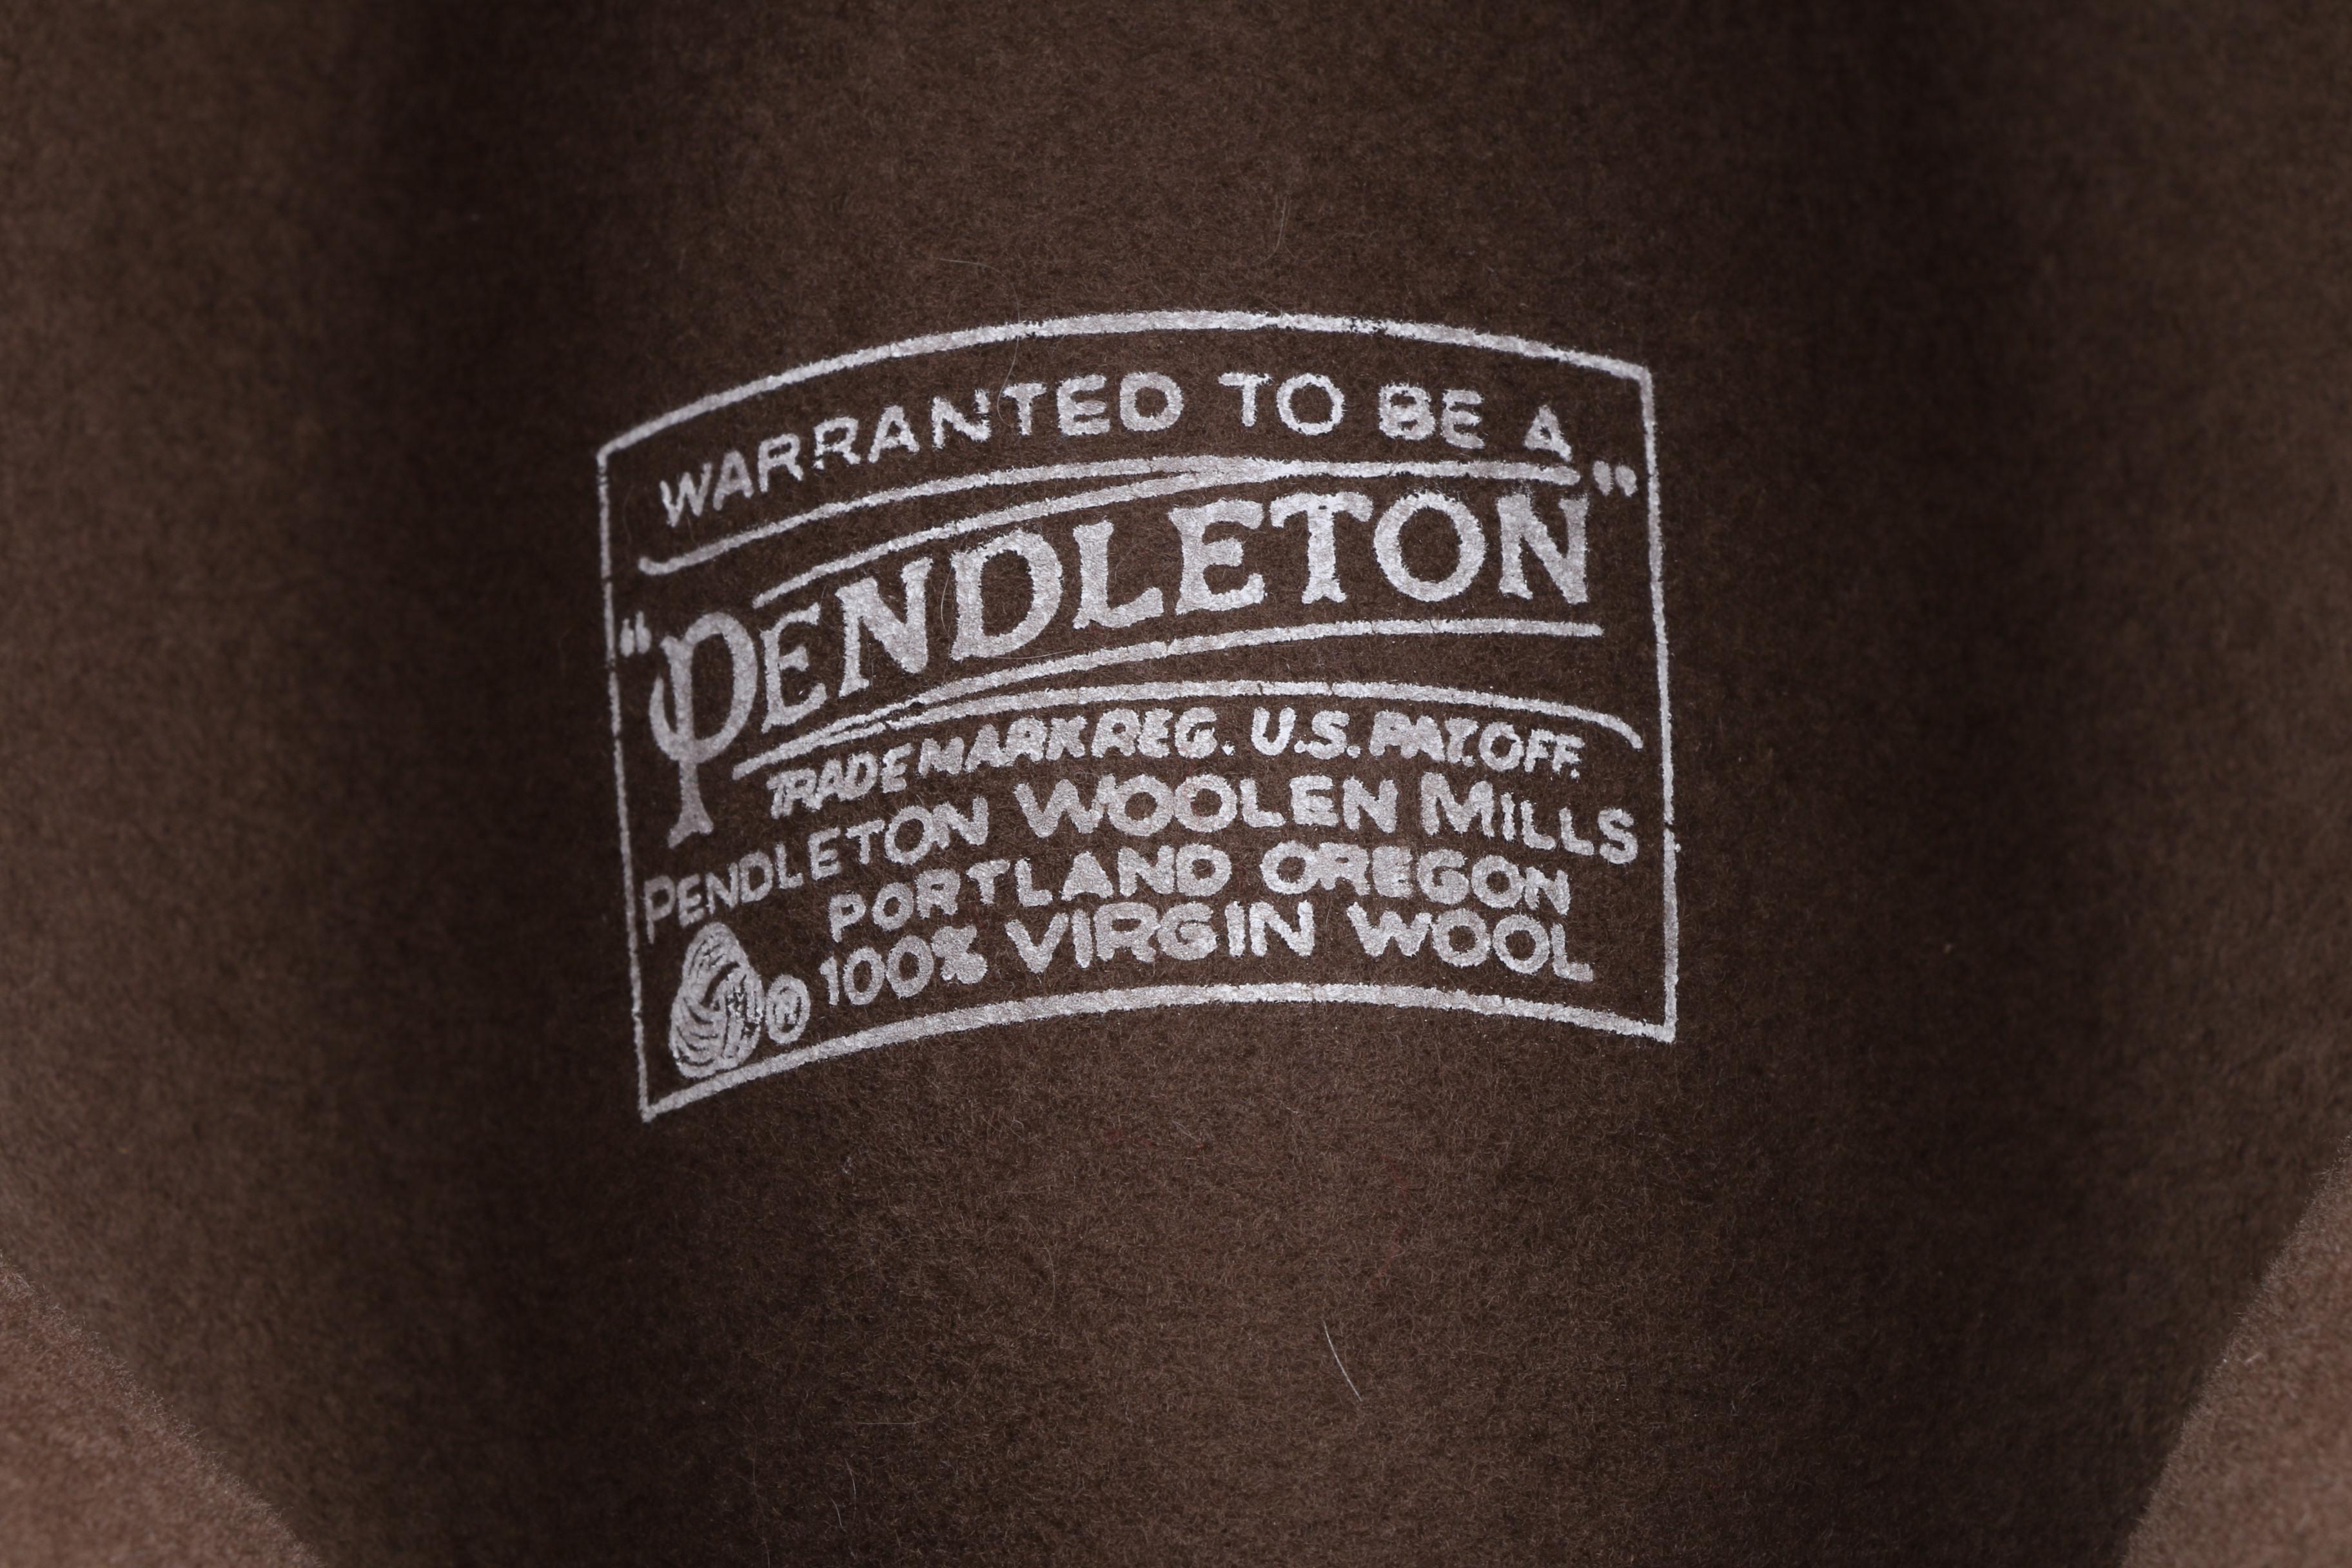 WARRANTED TO BE A
"PENDLETON"
TRADE MARK REG. U.S. PAT. OFF.
PENDLETON WOOLEN MILLS
PORTLAND OREGON
® 100% VIRGIN WOOL